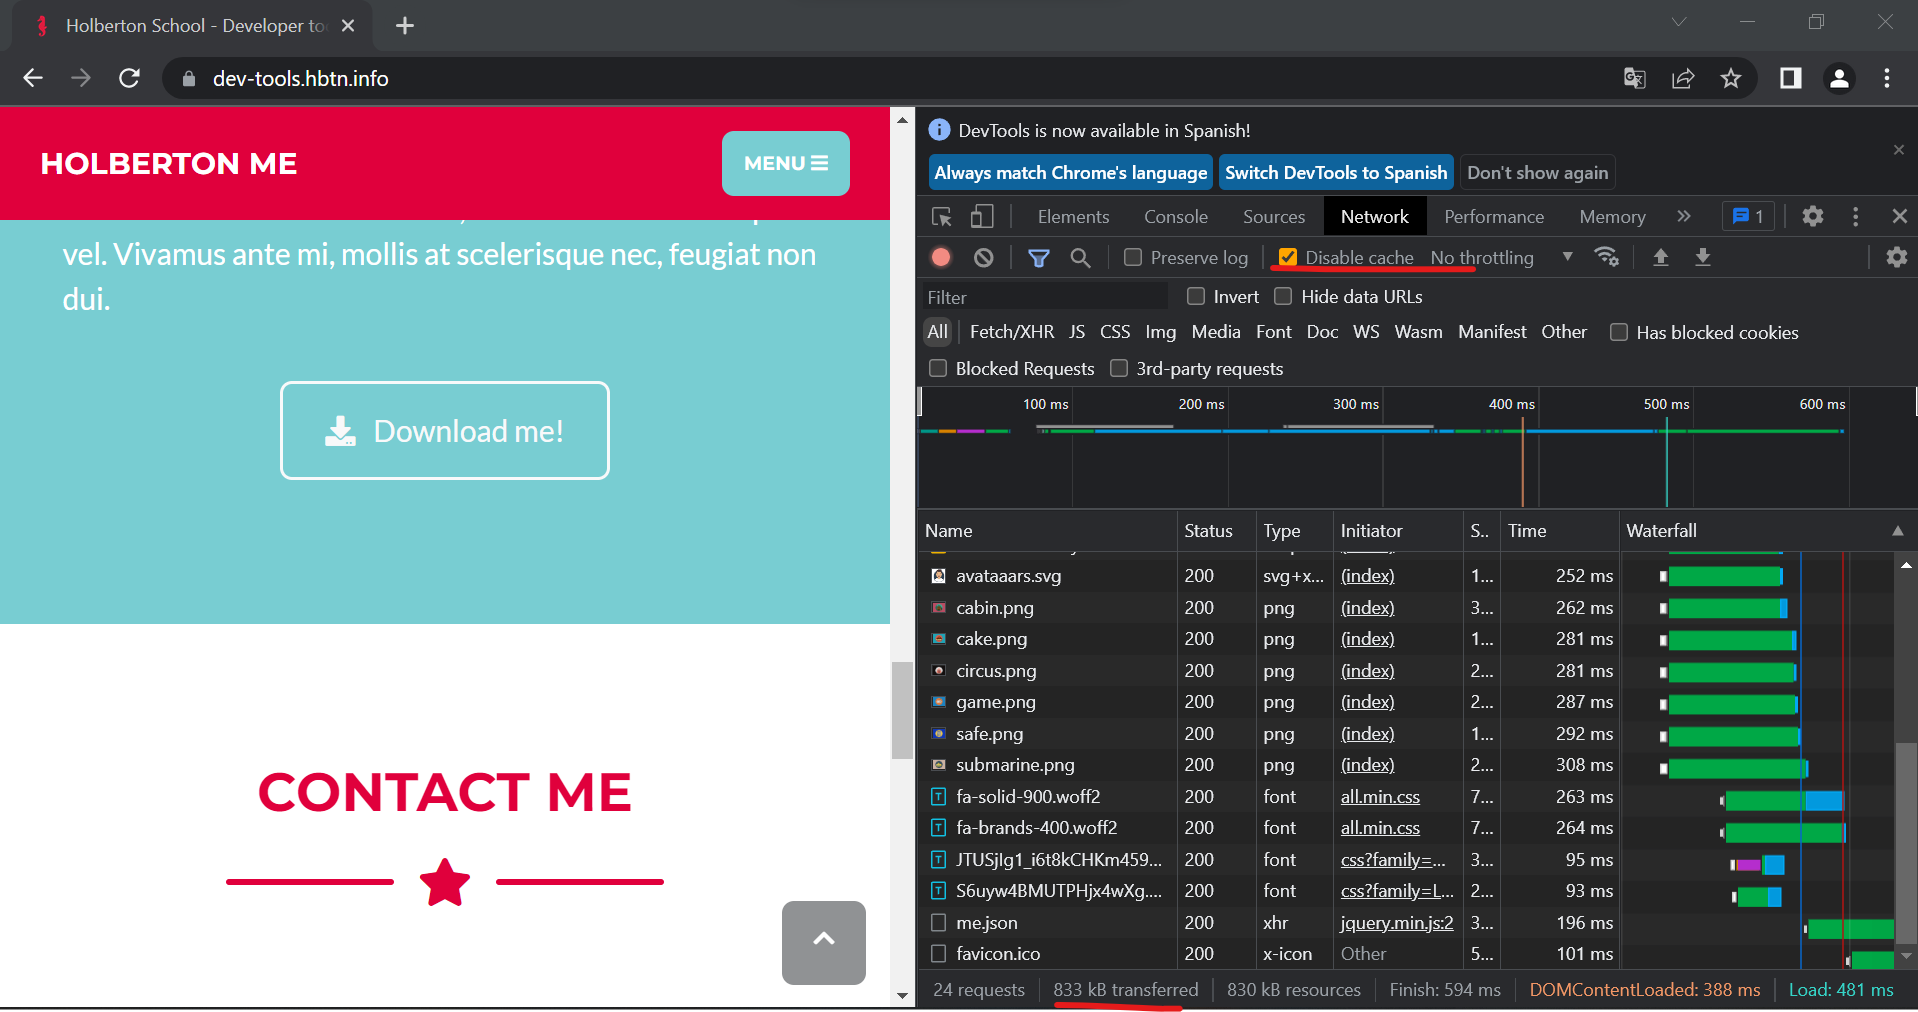 Holberton School - Developer to
dev-tools.hbtn.info
HOLBERTON ME
MENU
vel. Vivamus ante mi, mollis at scelerisque nec, feugiat non
dui.
Download me!
CONTACT ME
DevTools is now available in Spanish!
Always match Chrome's language Switch DevTools to Spanish Don't show again
Elements Console Sources Network Performance Memory » 1
Preserve log Disable cache No throttling
Filter Invert Hide data URLs
All Fetch/XHR JS CSS Img Media Font Doc WS Wasm Manifest Other Has blocked cookies
Blocked Requests 3rd-party requests
100 ms 200 ms 300 ms 400 ms 500 ms 600 ms
Name Status Type Initiator S.. Time Waterfall
avataaars.svg 200 svg+x... (index) 1... 252 ms
cabin.png 200 png (index) 3... 262 ms
cake.png 200 png (index) 1... 281 ms
circus.png 200 png (index) 2... 281 ms
game.png 200 png (index) 2... 287 ms
safe.png 200 png (index) 1... 292 ms
submarine.png 200 png (index) 2... 308 ms
fa-solid-900.woff2 200 font all.min.css 7... 263 ms
fa-brands-400.woff2 200 font all.min.css 7... 264 ms
JTUSjIg1_i6t8kCHKm459... 200 font css?family=... 3... 95 ms
S6uyw4BMUTPHjx4wXg.... 200 font css?family=L... 2... 93 ms
me.json 200 xhr jquery.min.js:2 3... 196 ms
favicon.ico 200 x-icon Other 5... 101 ms
24 requests 833 kB transferred 830 kB resources Finish: 594 ms DOMContentLoaded: 388 ms Load: 481 ms